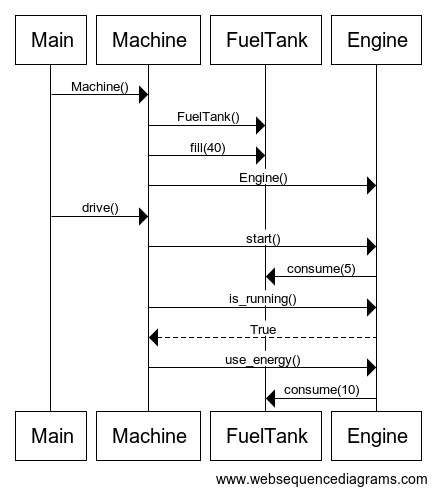 Main Machine FuelTank Engine
Machine()
FuelTank()
fill(40)
Engine()
drive()
start()
consume(5)
is_running()
True
use_energy()
consume(10)
Main Machine FuelTank Engine
www.websequencediagrams.com